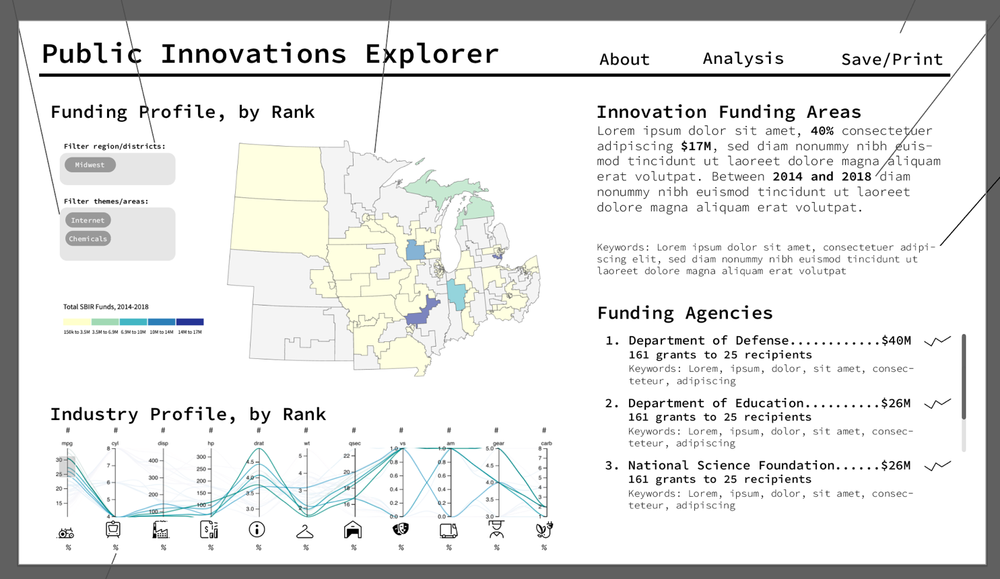 Public Innovations Explorer
About
Analysis
Save/Print
Funding Profile, by Rank
Filter region/districts:
Midwest
Filter themes/areas:
Internet
Chemicals
Total SBIR Funds, 2014-2018
150k to 3.5M 3.5M to 6.9M 6.9M to 10M 10M to 14M 14M to 17M
Industry Profile, by Rank
# # # # # # # # # # #
mpg cyl disp hp drat wt qsec vs am gear carb
30
25
20
15
8
7
6
5
4
400
300
200
100
300
250
200
150
100
4.5
4.0
3.5
3.0
5
4
3
2
22
20
18
16
1.0
0.8
0.6
0.4
0.2
0.0
1.0
0.8
0.6
0.4
0.2
0.0
5.0
4.5
4.0
3.5
3.0
8
7
6
5
4
3
2
1
$
% % % % % % % % % % %
Innovation Funding Areas
Lorem ipsum dolor sit amet, 40% consectetuer
adipiscing $17M, sed diam nonummy nibh euis-
mod tincidunt ut laoreet dolore magna aliquam
erat volutpat. Between 2014 and 2018 diam
nonummy nibh euismod tincidunt ut laoreet
dolore magna aliquam erat volutpat.
Keywords: Lorem ipsum dolor sit amet, consectetuer adipi-
scing elit, sed diam nonummy nibh euismod tincidunt ut
laoreet dolore magna aliquam erat volutpat
Funding Agencies
1. Department of Defense............$40M
161 grants to 25 recipients
Keywords: Lorem, ipsum, dolor, sit amet, consec-
teteur, adipiscing
2. Department of Education..........$26M
161 grants to 25 recipients
Keywords: Lorem, ipsum, dolor, sit amet, consec-
teteur, adipiscing
3. National Science Foundation......$26M
161 grants to 25 recipients
Keywords: Lorem, ipsum, dolor, sit amet, consec-
teteur, adipiscing